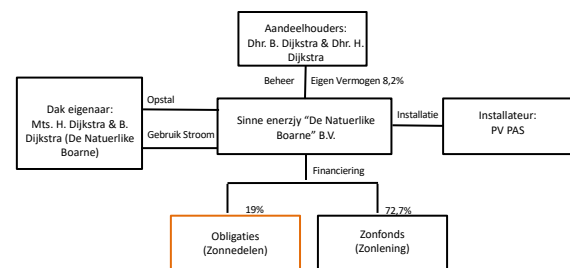 Aandeelhouders:
Dhr. B. Dijkstra & Dhr. H.
Dijkstra
Beheer
Eigen Vermogen 8,2%
Dak eigenaar:
Mts. H. Dijkstra & B.
Dijkstra (De Natuerlike
Boarne)
Opstal
Gebruik Stroom
Sinne enerzjy "De Natuerlike
Boarne" B.V.
Installatie
Installateur:
PV PAS
Financiering
19%
72,7%
Obligaties
(Zonnedelen)
Zonfonds
(Zonlening)